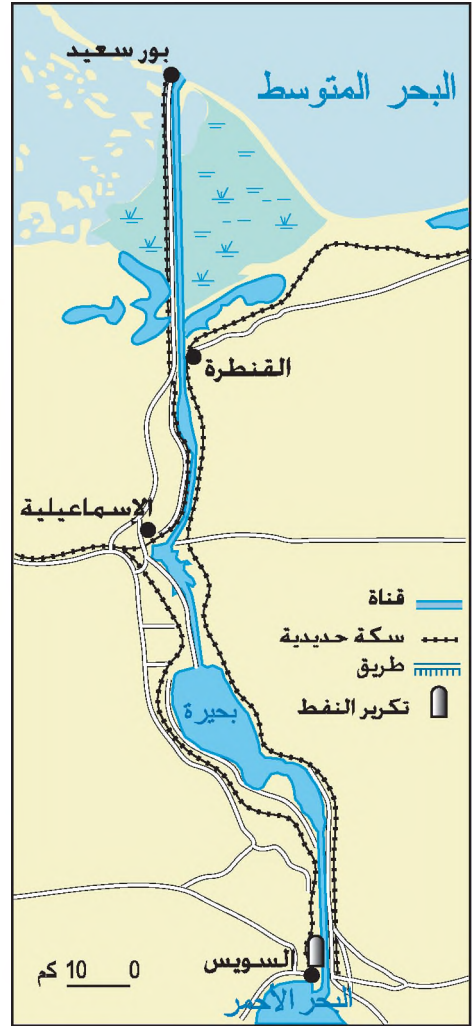 بور سعيد
البحر المتوسط
القنطرة
الاسماعيلية
قناة
سكة حديدية
طريق
تكرير النفط
بحيرة
السويس
0 10 كم
البحر الأحمر